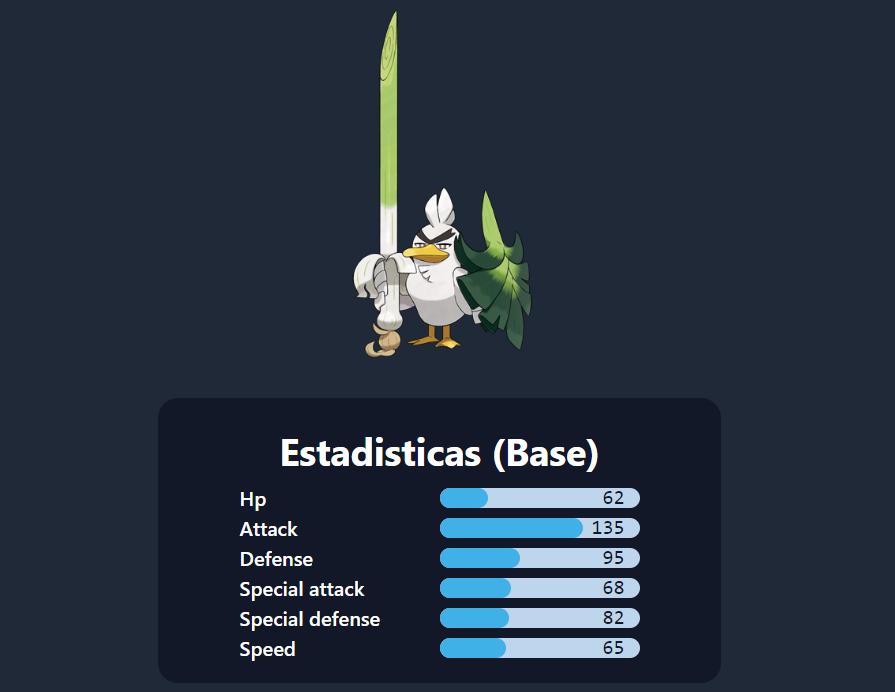 Estadisticas (Base)
Hp 62
Attack 135
Defense 95
Special attack 68
Special defense 82
Speed 65